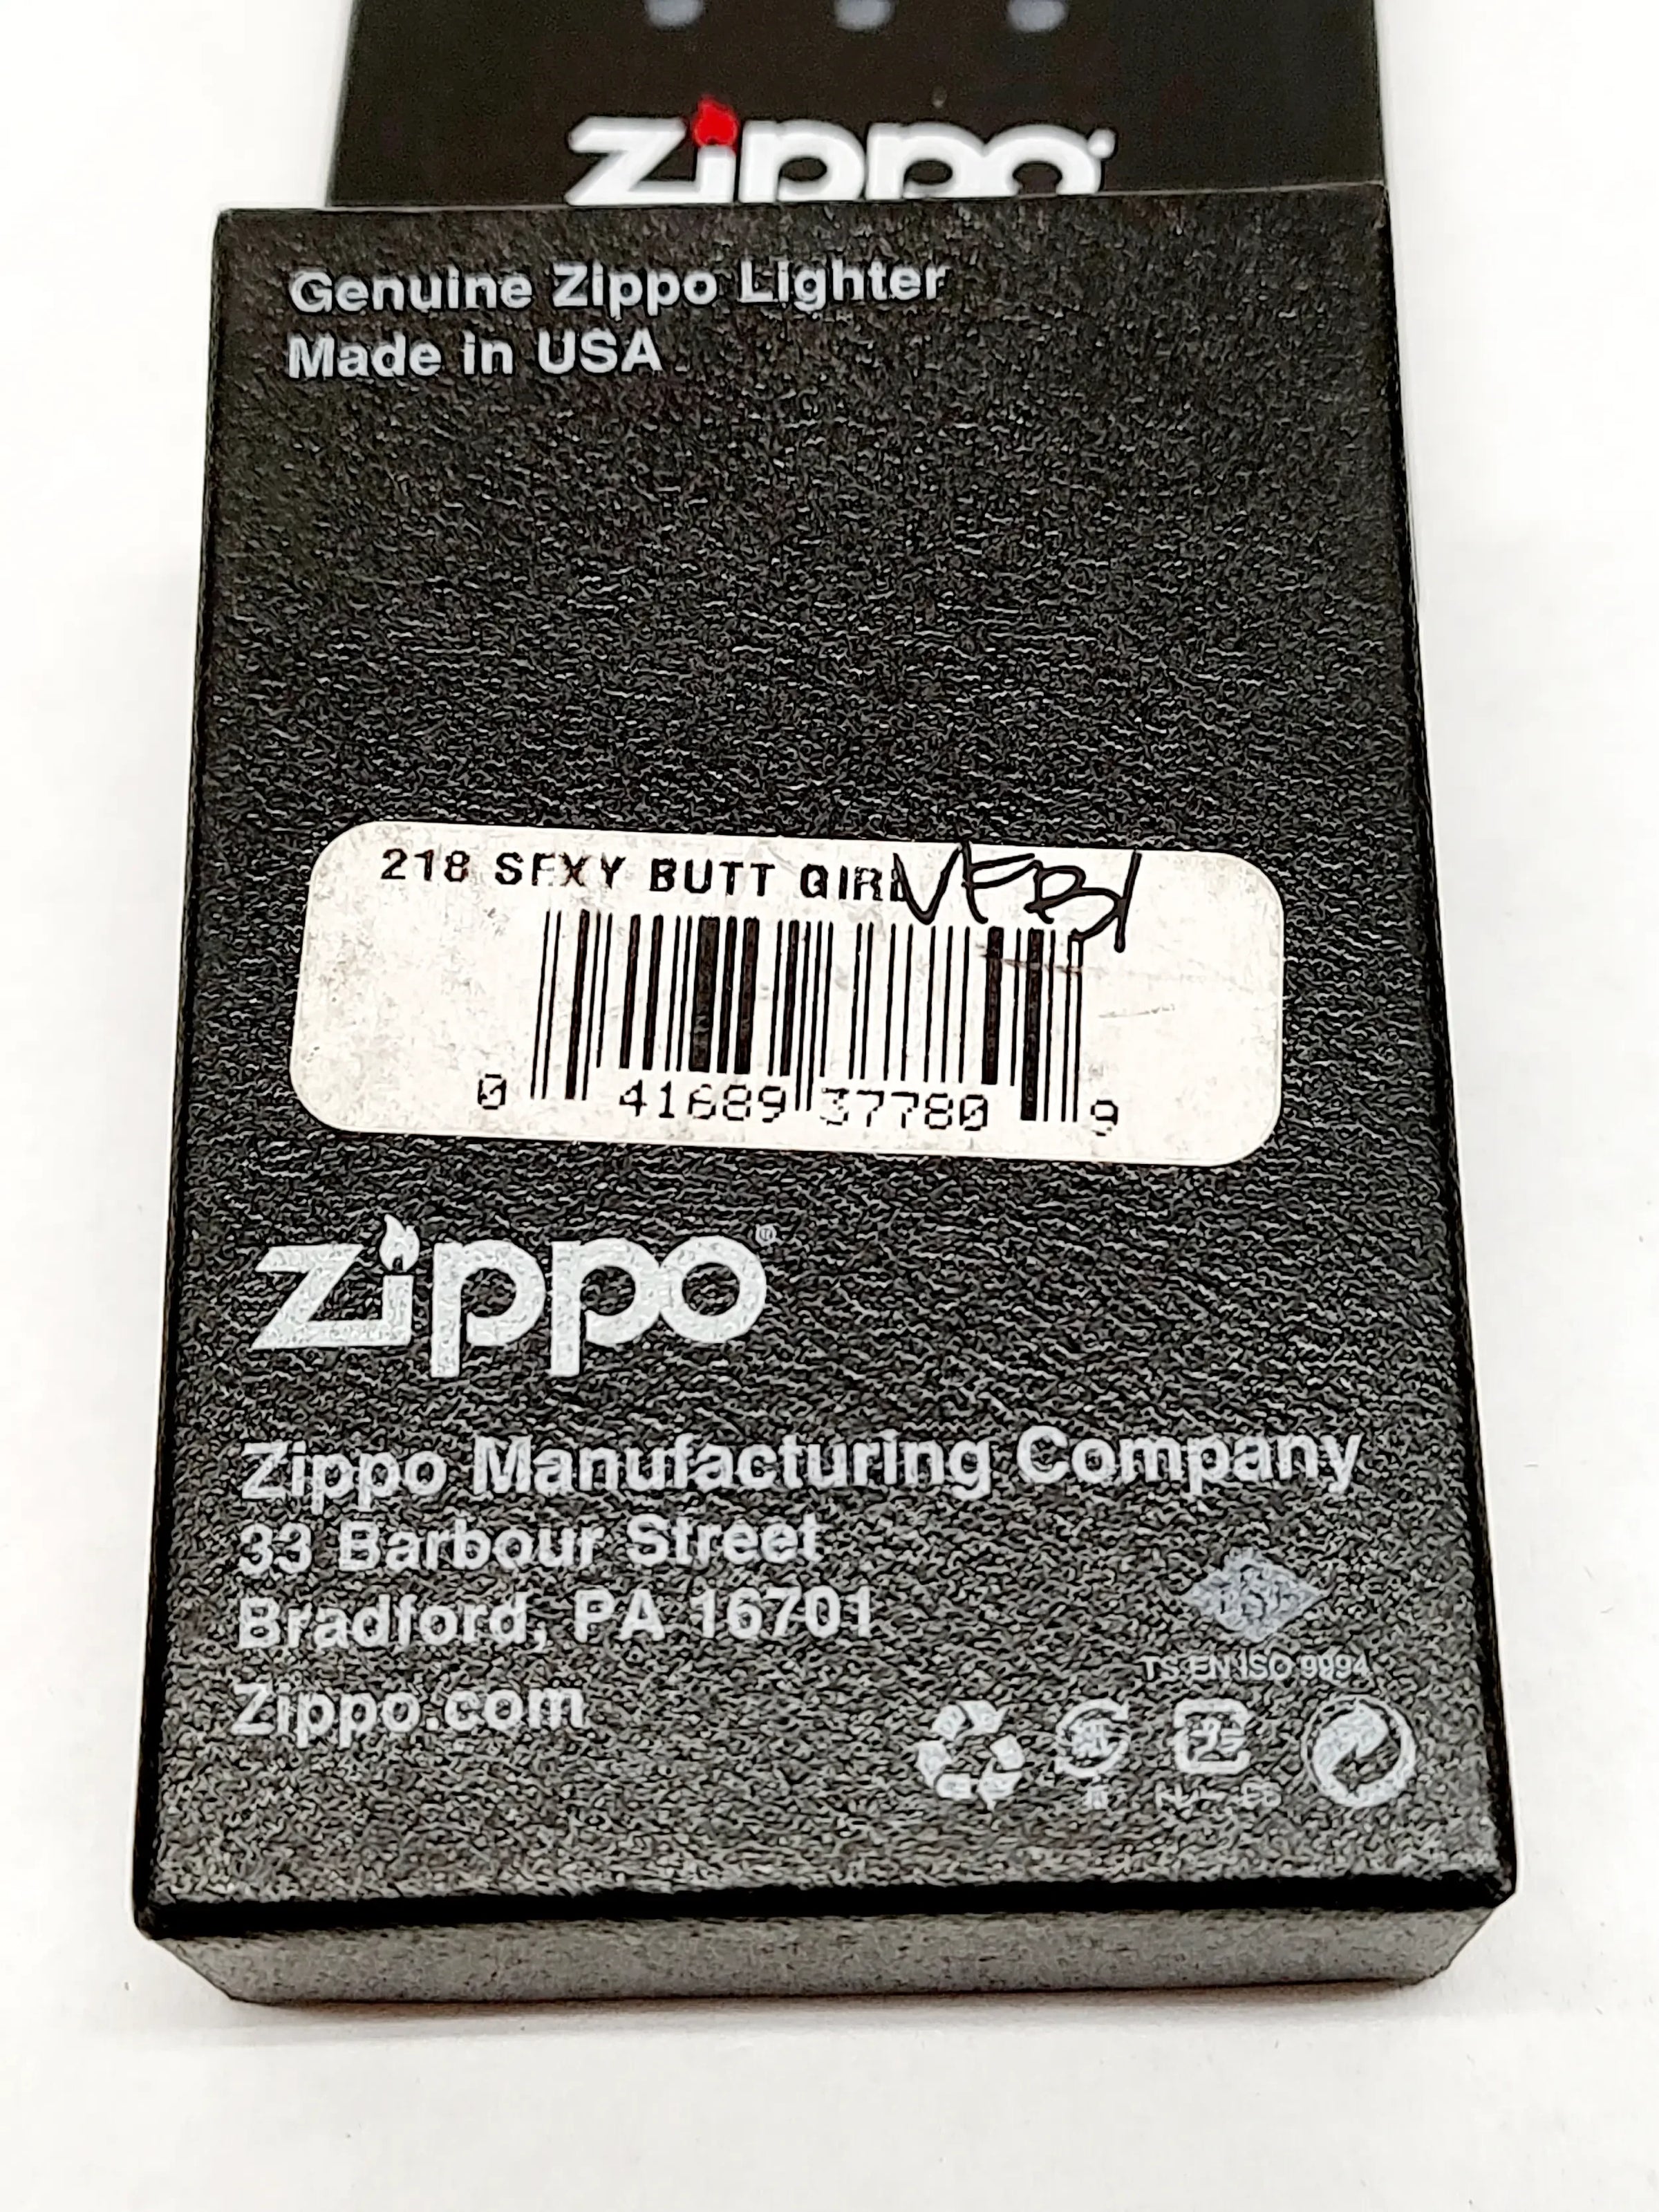 zippo
Genuine Zippo Lighter
Made in USA
218 SEXY BUTT GIRL
0 41689 37780 9
zippo®
Zippo Manufacturing Company
33 Barbour Street
Bradford, PA 16701
Zippo.com
TS EN ISO 9994